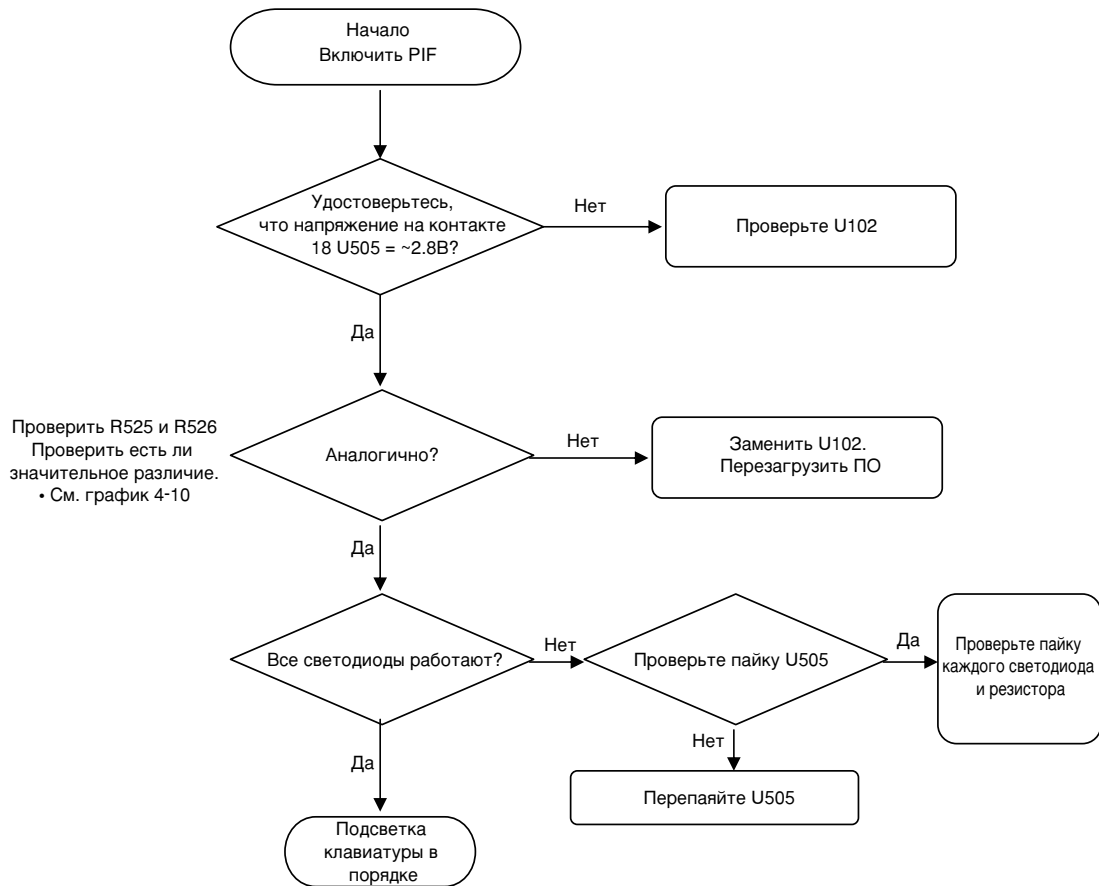 Начало
Включить PIF
Удостоверьтесь,
что напряжение на контакте
18 U505 = ~2.8В?
Нет
Проверьте U102
Да
Проверить R525 и R526
Проверить есть ли
значительное различие.
• См. график 4-10
Аналогично?
Нет
Заменить U102.
Перезагрузить ПО
Да
Все светодиоды работают?
Нет
Проверьте пайку U505
Да
Проверьте пайку
каждого светодиода
и резистора
Да
Нет
Перепаяйте U505
Подсветка
клавиатуры в
порядке